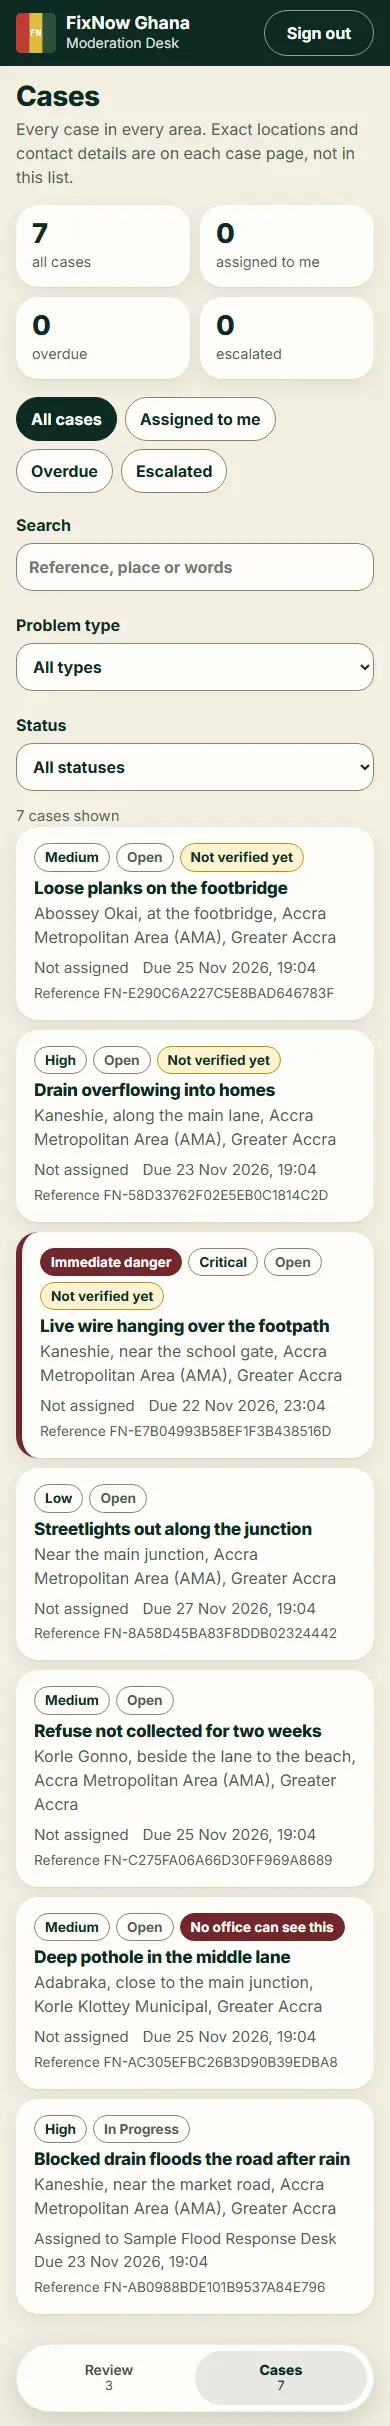 FN
FixNow Ghana
Moderation Desk
Sign out
Cases
Every case in every area. Exact locations and
contact details are on each case page, not in
this list.
7
all cases
0
assigned to me
0
overdue
0
escalated
All cases
Assigned to me
Overdue
Escalated
Search
Reference, place or words
Problem type
All types
Status
All statuses
7 cases shown
Medium Open Not verified yet
Loose planks on the footbridge
Abossey Okai, at the footbridge, Accra
Metropolitan Area (AMA), Greater Accra
Not assigned Due 25 Nov 2026, 19:04
Reference FN-E290C6A227C5E8BAD646783F
High Open Not verified yet
Drain overflowing into homes
Kaneshie, along the main lane, Accra
Metropolitan Area (AMA), Greater Accra
Not assigned Due 23 Nov 2026, 19:04
Reference FN-58D33762F02E5EB0C1814C2D
Immediate danger Critical Open
Not verified yet
Live wire hanging over the footpath
Kaneshie, near the school gate, Accra
Metropolitan Area (AMA), Greater Accra
Not assigned Due 22 Nov 2026, 23:04
Reference FN-E7B04993B58EF1F3B438516D
Low Open
Streetlights out along the junction
Near the main junction, Accra
Metropolitan Area (AMA), Greater Accra
Not assigned Due 27 Nov 2026, 19:04
Reference FN-8A58D45BA83F8DDB02324442
Medium Open
Refuse not collected for two weeks
Korle Gonno, beside the lane to the beach,
Accra Metropolitan Area (AMA), Greater
Accra
Not assigned Due 25 Nov 2026, 19:04
Reference FN-C275FA06A66D30FF969A8689
Medium Open No office can see this
Deep pothole in the middle lane
Adabraka, close to the main junction,
Korle Klottey Municipal, Greater Accra
Not assigned Due 25 Nov 2026, 19:04
Reference FN-AC305EFBC26B3D90B39EDBA8
High In Progress
Blocked drain floods the road after rain
Kaneshie, near the market road, Accra
Metropolitan Area (AMA), Greater Accra
Assigned to Sample Flood Response Desk
Due 23 Nov 2026, 19:04
Reference FN-AB0988BDE101B9537A84E796
Review
3
Cases
7